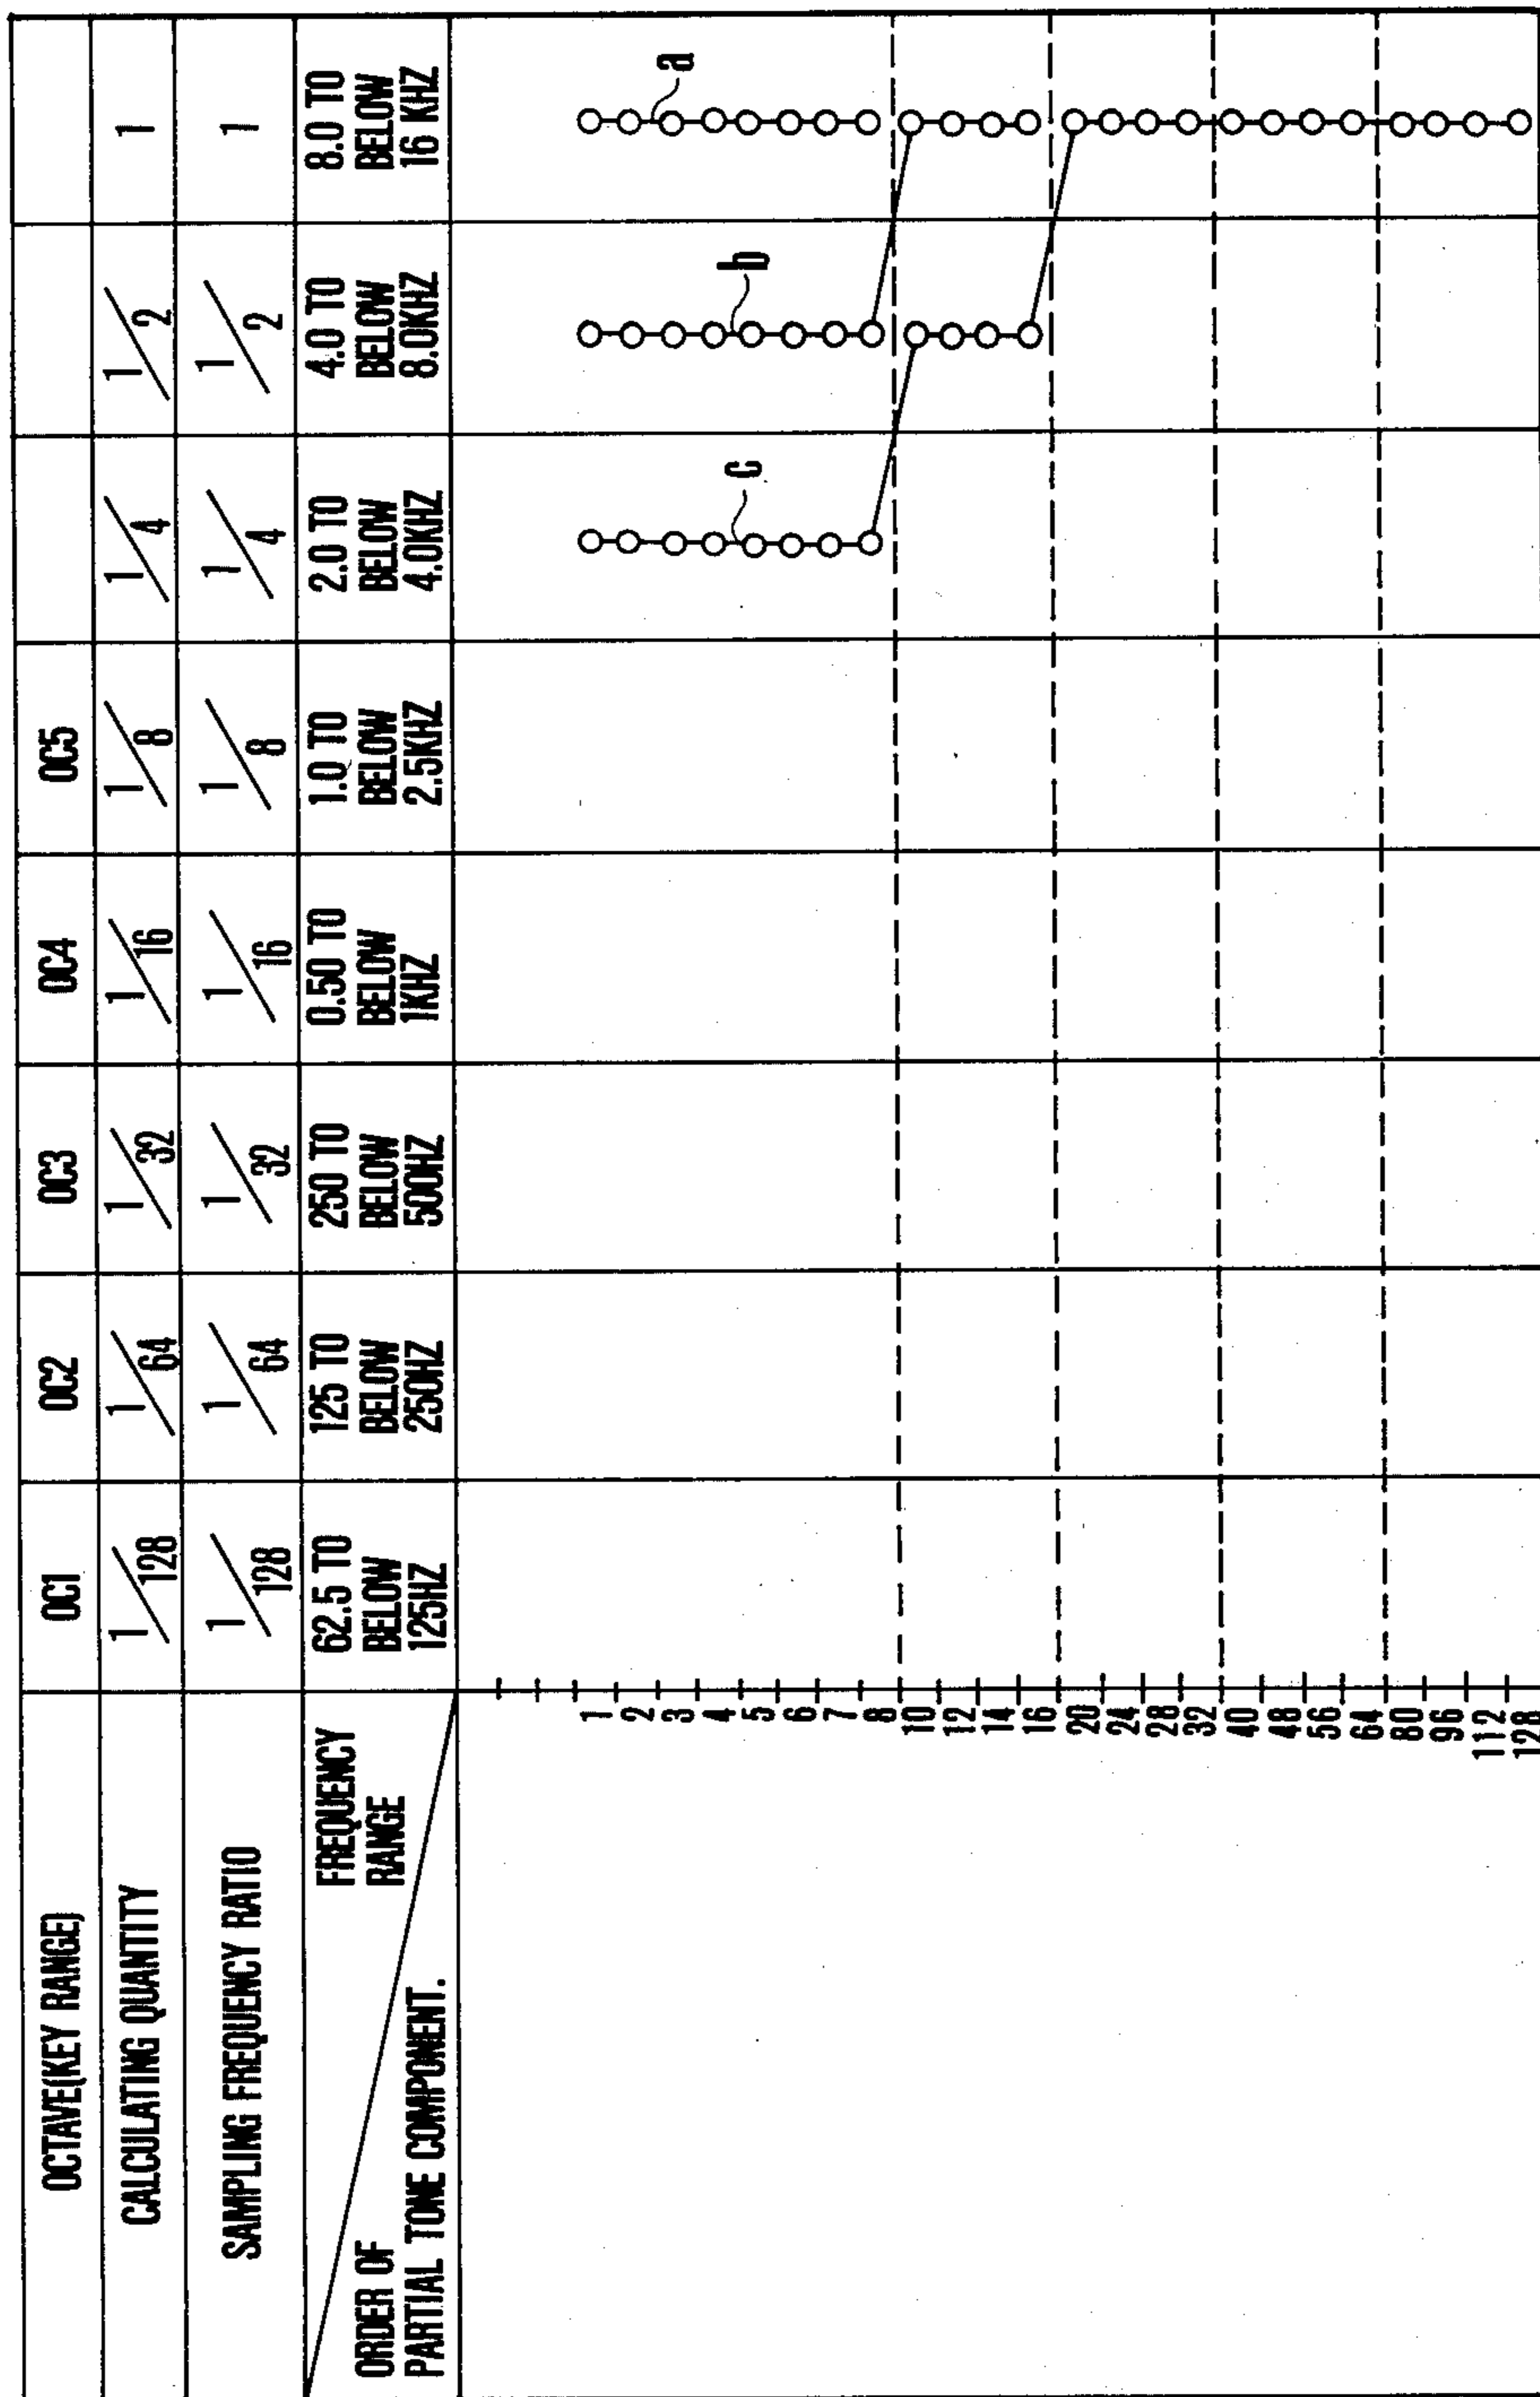 OCTAVE(KEY RANGE) OC1 OC2 OC3 OC4 OC5
CALCULATING QUANTITY 1/128 1/64 1/32 1/16 1/8 1/4 1/2 1
SAMPLING FREQUENCY RATIO 1/128 1/64 1/32 1/16 1/8 1/4 1/2 1
FREQUENCY
RANGE
ORDER OF
PARTIAL TONE COMPONENT.
62.5 TO
BELOW
125HZ
125 TO
BELOW
250HZ
250 TO
BELOW
500HZ
0.50 TO
BELOW
1KHZ
1.0 TO
BELOW
2.5KHZ
2.0 TO
BELOW
4.0KHZ
4.0 TO
BELOW
8.0KHZ
8.0 TO
BELOW
16 KHZ
1
2
3
4
5
6
7
8
10
12
14
16
20
24
28
32
40
48
56
64
80
96
112
128
c
b
a